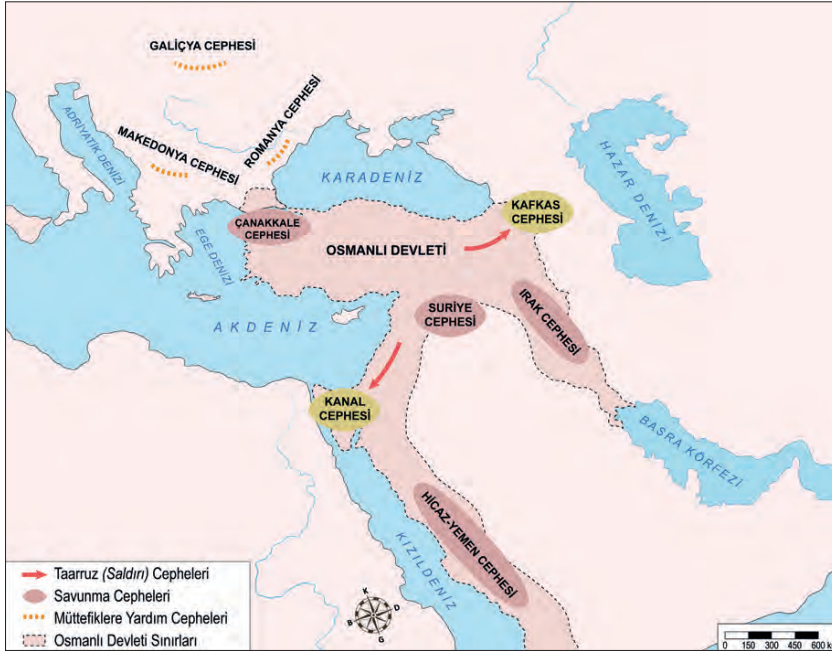 GALİÇYA CEPHESİ
ROMANYA CEPHESİ
MAKEDONYA CEPHESİ
ADRİYATİK DENİZİ
KARADENİZ
HAZAR DENİZİ
KAFKAS
CEPHESİ
ÇANAKKALE
CEPHESİ
OSMANLI DEVLETİ
EGE DENİZİ
AKDENİZ
SURİYE
CEPHESİ
IRAK CEPHESİ
KANAL
CEPHESİ
BASRA KÖRFEZİ
HİCAZ-YEMEN CEPHESİ
KIZILDENİZ
Taarruz (Saldırı) Cepheleri
Savunma Cepheleri
Müttefiklere Yardım Cepheleri
Osmanlı Devleti Sınırları
K
B
D
G
0 150 300 450 600 k